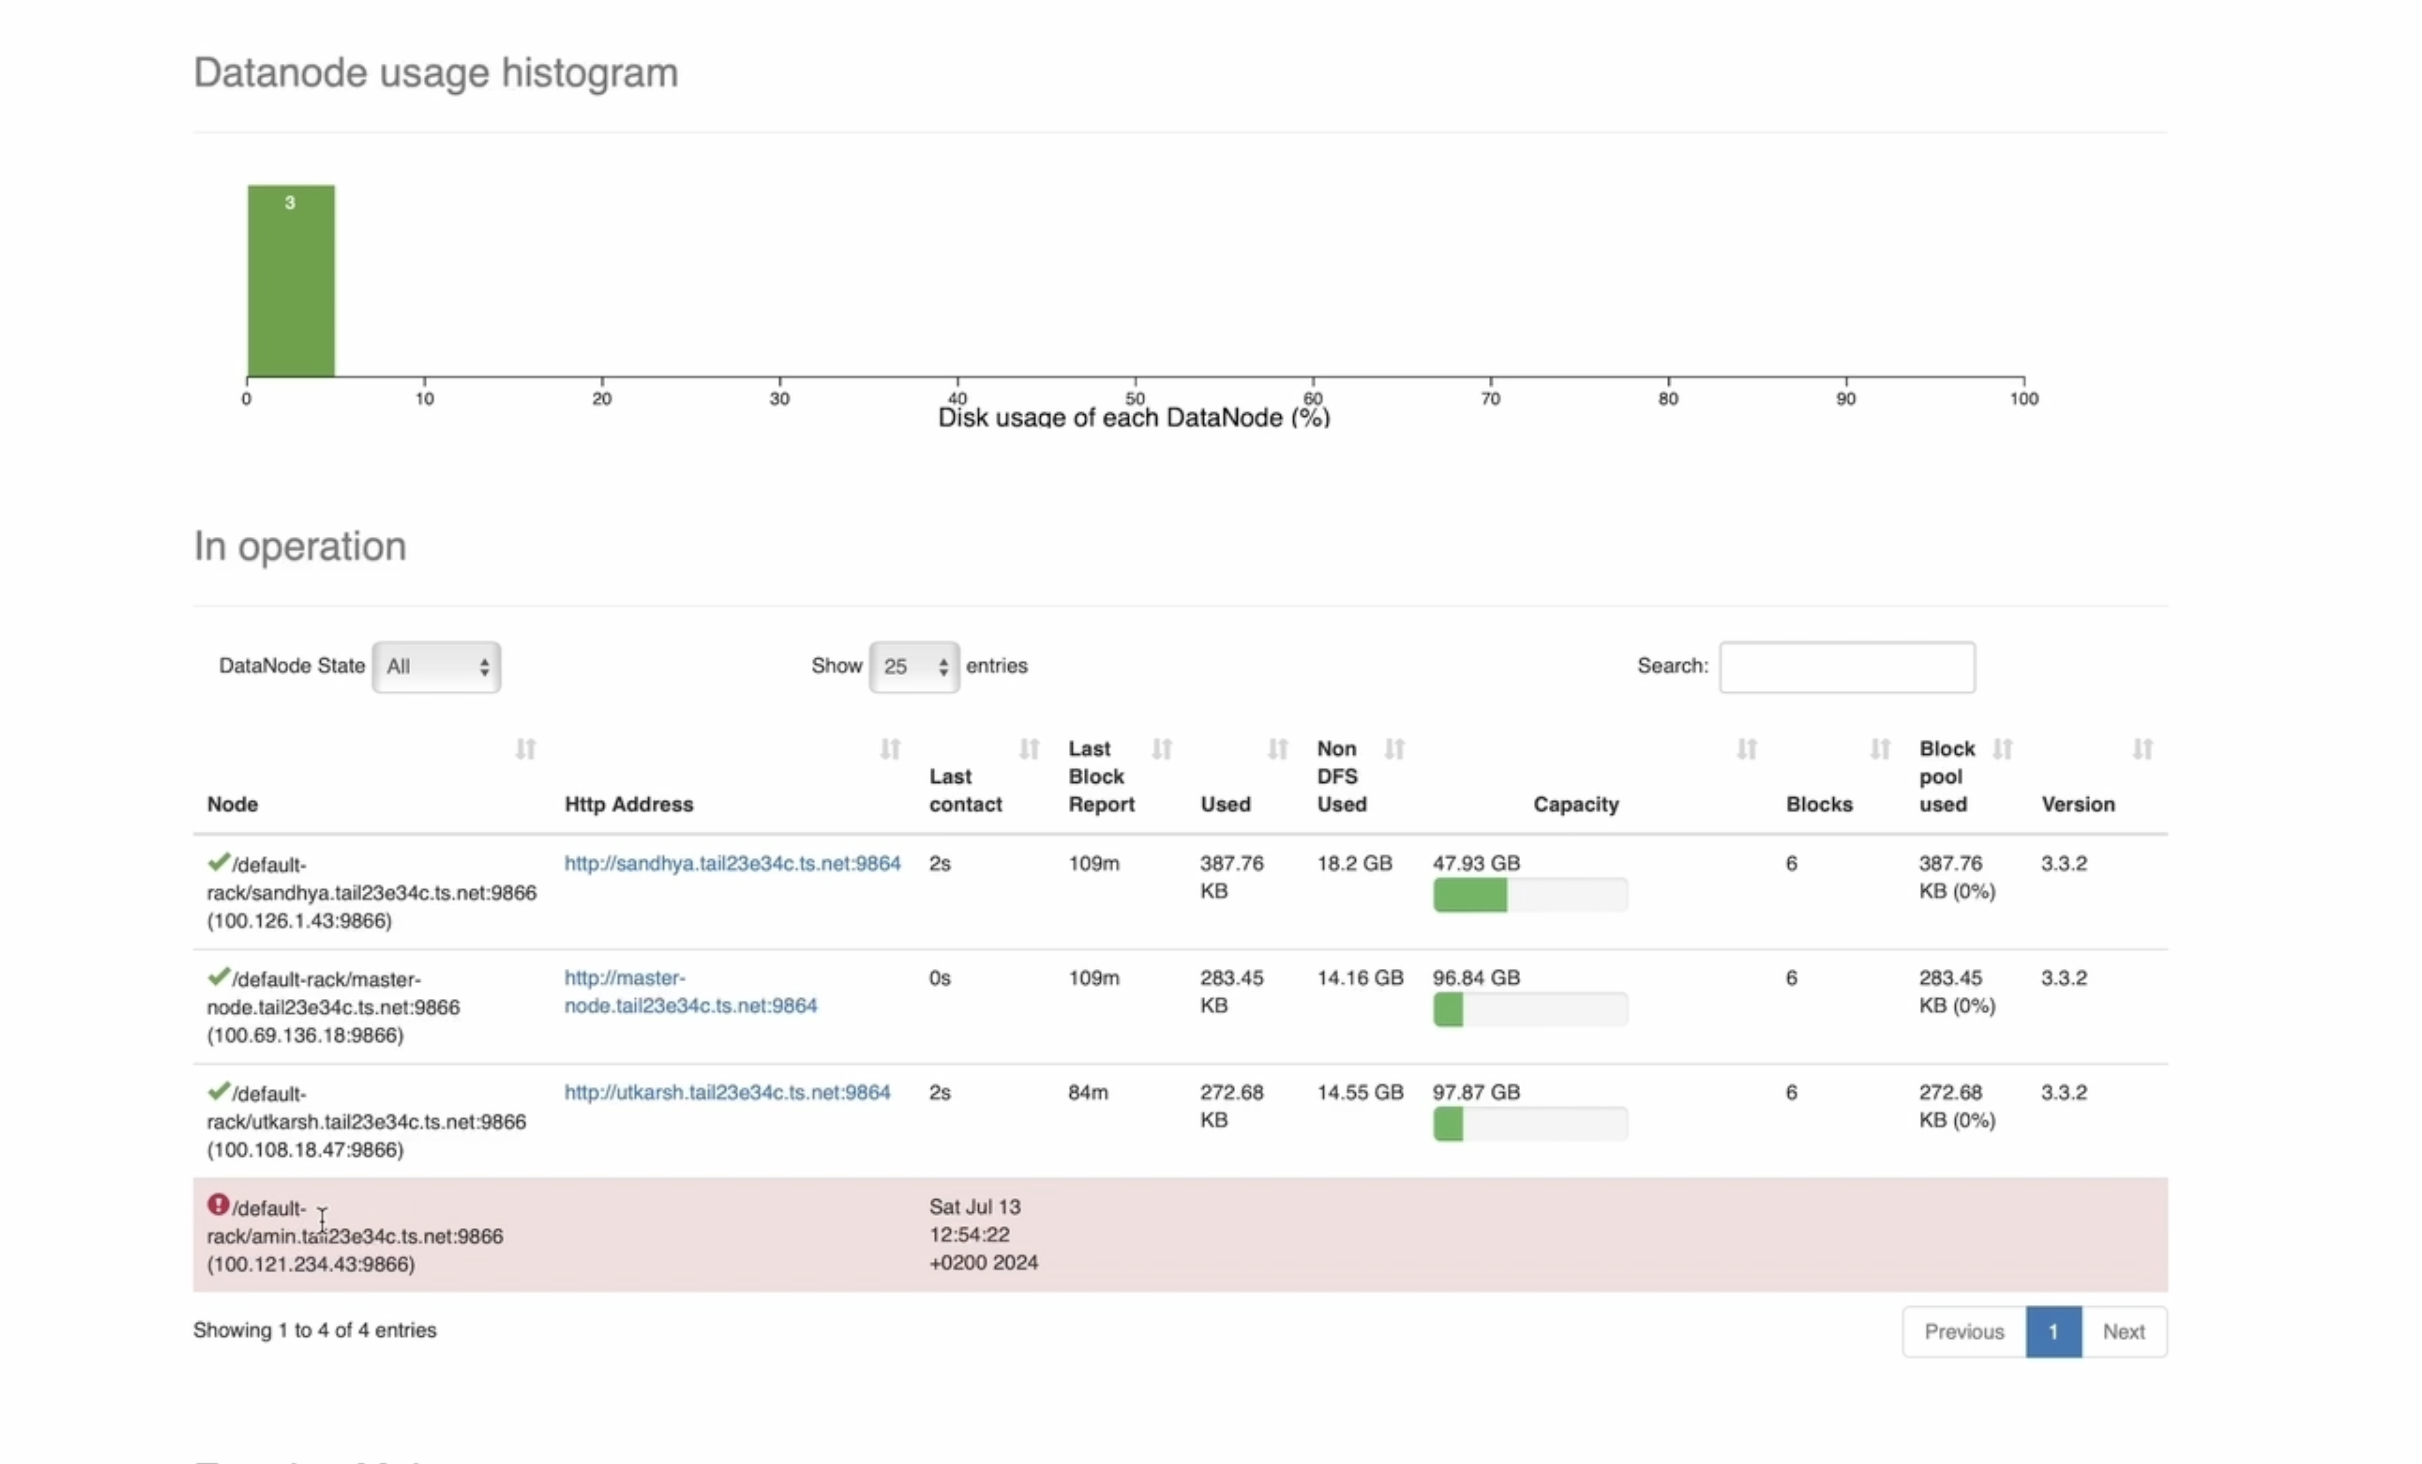 Datanode usage histogram
3
0 10 20 30 40 50 60 70 80 90 100
Disk usage of each DataNode (%)
In operation
DataNode State All Show 25 entries Search:
Node Http Address Last contact Last Block Report Used Non DFS Used Capacity Blocks Block pool used Version
/default-
rack/sandhya.tail23e34c.ts.net:9866
(100.126.1.43:9866)
http://sandhya.tail23e34c.ts.net:9864
2s
109m
387.76
KB
18.2 GB
47.93 GB
6
387.76
KB (0%)
3.3.2
/default-rack/master-
node.tail23e34c.ts.net:9866
(100.69.136.18:9866)
http://master-
node.tail23e34c.ts.net:9864
0s
109m
283.45
KB
14.16 GB
96.84 GB
6
283.45
KB (0%)
3.3.2
/default-
rack/utkarsh.tail23e34c.ts.net:9866
(100.108.18.47:9866)
http://utkarsh.tail23e34c.ts.net:9864
2s
84m
272.68
KB
14.55 GB
97.87 GB
6
272.68
KB (0%)
3.3.2
/default-
rack/amin.tail23e34c.ts.net:9866
(100.121.234.43:9866)
Sat Jul 13
12:54:22
+0200 2024
Showing 1 to 4 of 4 entries
Previous 1 Next